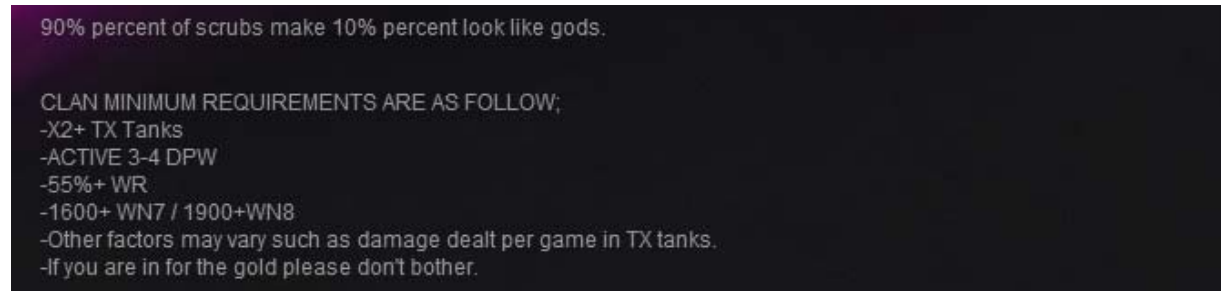 90% percent of scrubs make 10% percent look like gods.
CLAN MINIMUM REQUIREMENTS ARE AS FOLLOW;
-X2+ TX Tanks
-ACTIVE 3-4 DPW
-55%+ WR
-1600+ WN7 / 1900+WN8
-Other factors may vary such as damage dealt per game in TX tanks.
-If you are in for the gold please don't bother.